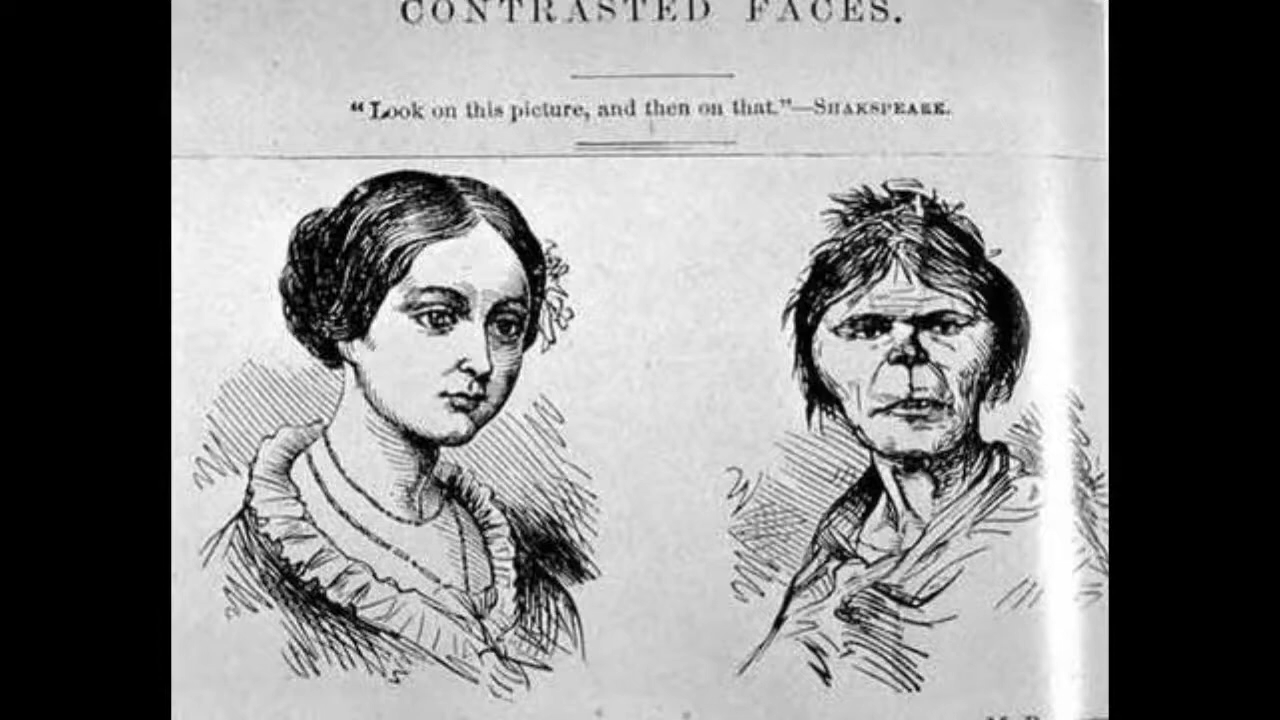 CONTRASTED FACES.
"Look on this picture, and then on that."—SHAKSPEARE.